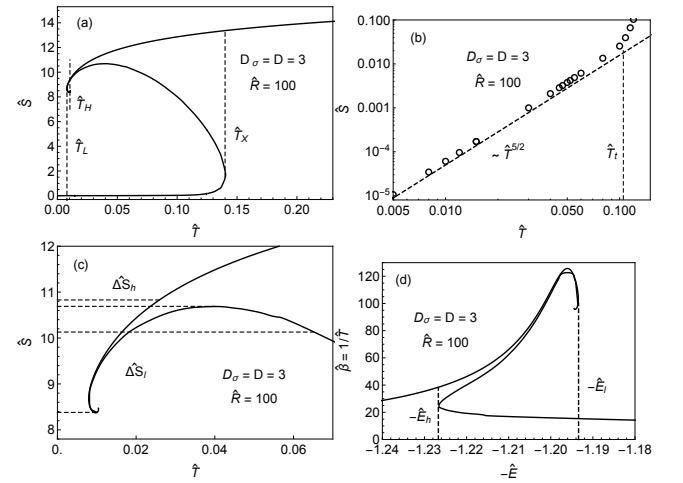 (a)
14
12
10
8
6
4
2
0
Ŝ
D_σ = D = 3
R̂ = 100
T̂_H
T̂_L
T̂_X
0.00 0.05 0.10 0.15 0.20
T̂
(b)
0.100
0.010
0.001
10^-4
10^-5
Ŝ
D_σ = D = 3
R̂ = 100
~ T̂^5/2
T̂_t
0.005 0.010 0.050 0.100
T̂
(c)
12
11
10
9
8
Ŝ
ΔŜ_h
ΔŜ_l
D_σ = D = 3
R̂ = 100
0. 0.02 0.04 0.06
T̂
(d)
120
100
80
60
40
20
0
β̂ = 1/T̂
D_σ = D = 3
R̂ = 100
-Ê_h
-Ê_l
-1.24 -1.23 -1.22 -1.21 -1.20 -1.19 -1.18
-Ê